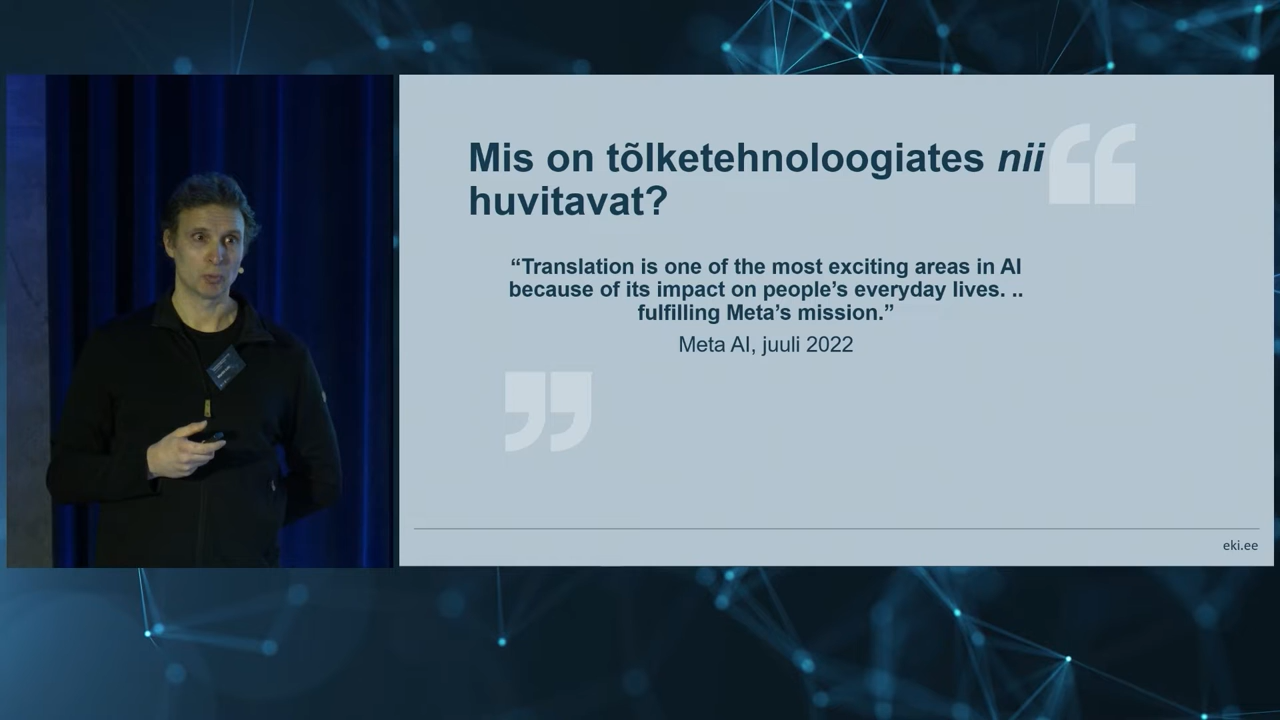 Mis on tõlketehnoloogiates nii
huvitavat?
“Translation is one of the most exciting areas in AI
because of its impact on people’s everyday lives. ..
fulfilling Meta’s mission.”
Meta AI, juuli 2022
eki.ee